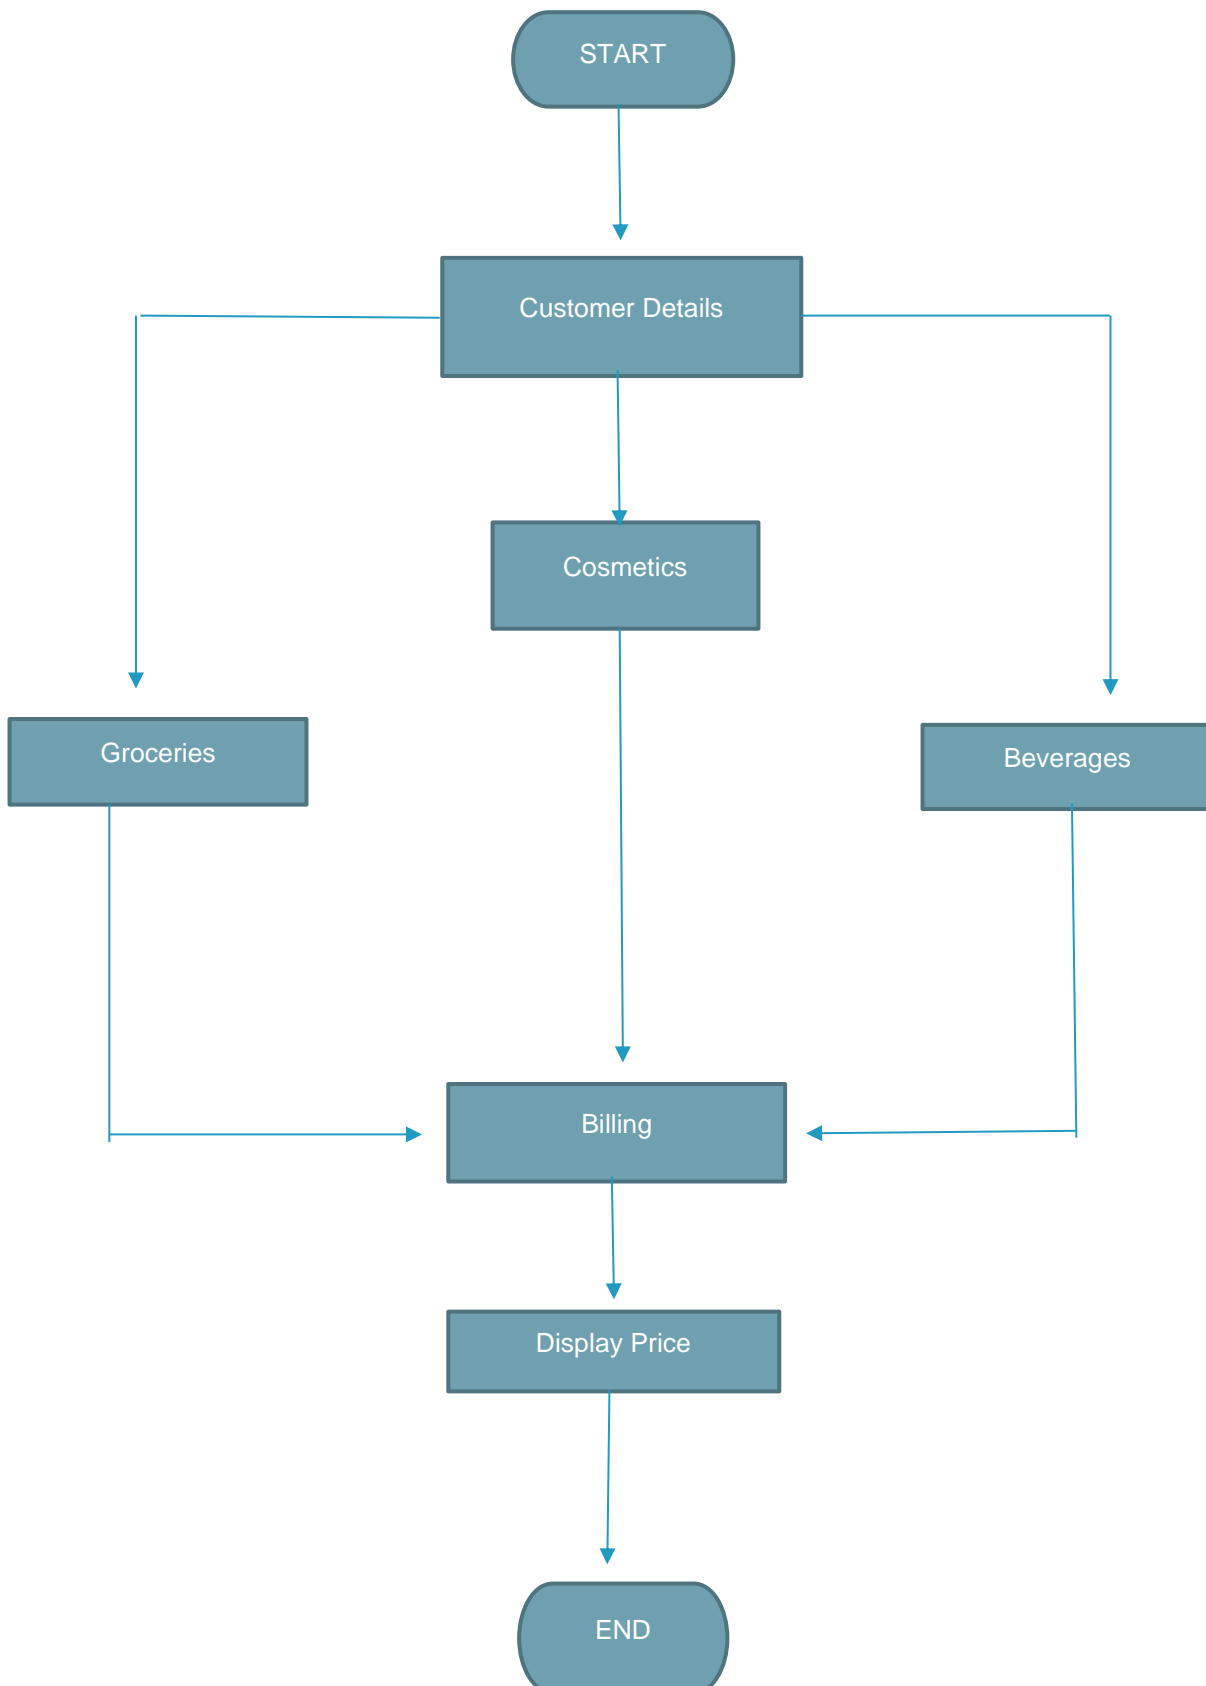 START
Customer Details
Cosmetics
Groceries
Beverages
Billing
Display Price
END